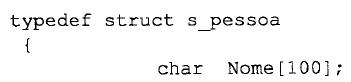 typedef struct s_pessoa
{
char Nome[100];